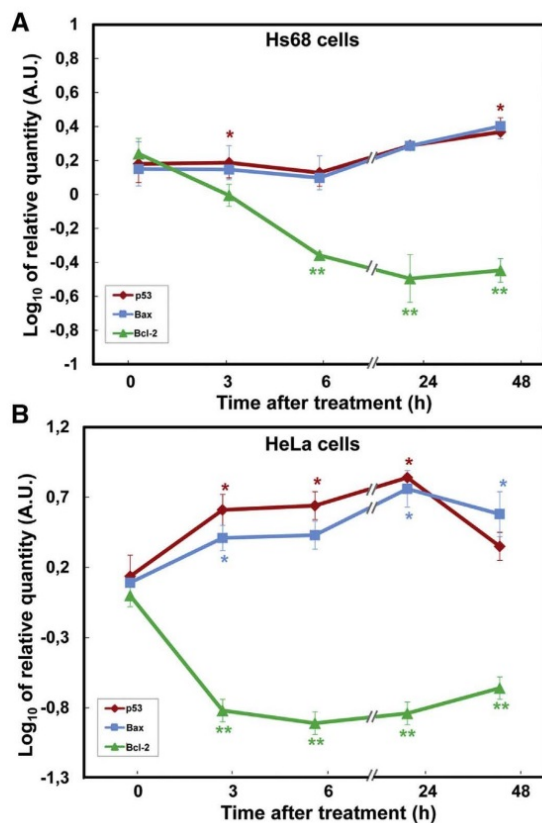 A
Hs68 cells
Log10 of relative quantity (A.U.)
1
0,8
0,6
0,4
0,2
0
-0,2
-0,4
-0,6
-0,8
-1
* *
** ** **
p53
Bax
Bcl-2
0 3 6 24 48
Time after treatment (h)
B
HeLa cells
Log10 of relative quantity (A.U.)
1,2
0,7
0,2
-0,3
-0,8
-1,3
* * * *
* *
** ** ** **
p53
Bax
Bcl-2
0 3 6 24 48
Time after treatment (h)